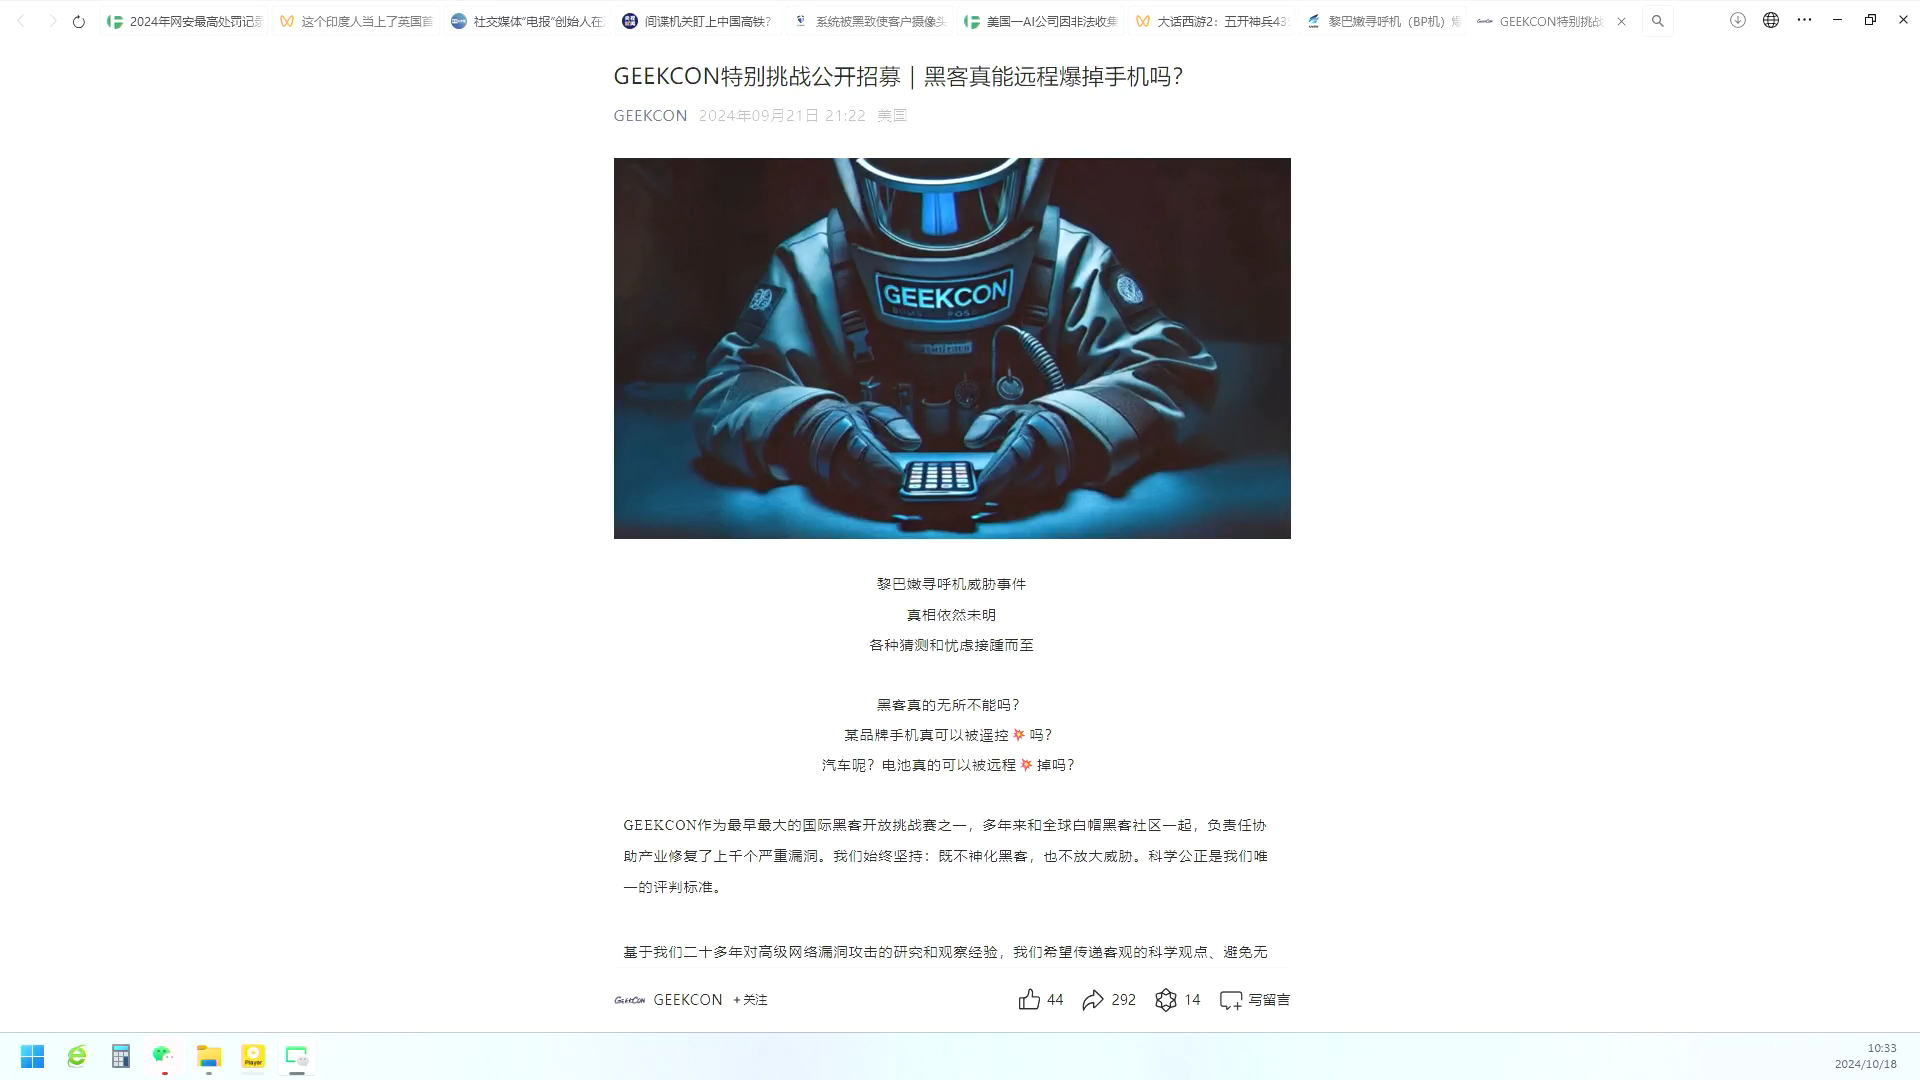 2024年网安最高处罚记录
这个印度人当上了英国首
社交媒体"电报"创始人在
间谍机关盯上中国高铁？
系统被黑致使客户摄像头
美国一AI公司因非法收集
大话西游2：五开神兵43
黎巴嫩寻呼机（BP机）爆
GEEKCON特别挑战
GEEKCON特别挑战公开招募｜黑客真能远程爆掉手机吗？
GEEKCON 2024年09月21日 21:22 美国
GEEKCON
黎巴嫩寻呼机威胁事件
真相依然未明
各种猜测和忧虑接踵而至
黑客真的无所不能吗？
某品牌手机真可以被遥控💥吗？
汽车呢？电池真的可以被远程💥掉吗？
GEEKCON作为最早最大的国际黑客开放挑战赛之一，多年来和全球白帽黑客社区一起，负责任协
助产业修复了上千个严重漏洞。我们始终坚持：既不神化黑客，也不放大威胁。科学公正是我们唯
一的评判标准。
基于我们二十多年对高级网络漏洞攻击的研究和观察经验，我们希望传递客观的科学观点、避免无
GEEKCON GEEKCON +关注 44 292 14 写留言
Player
10:33
2024/10/18